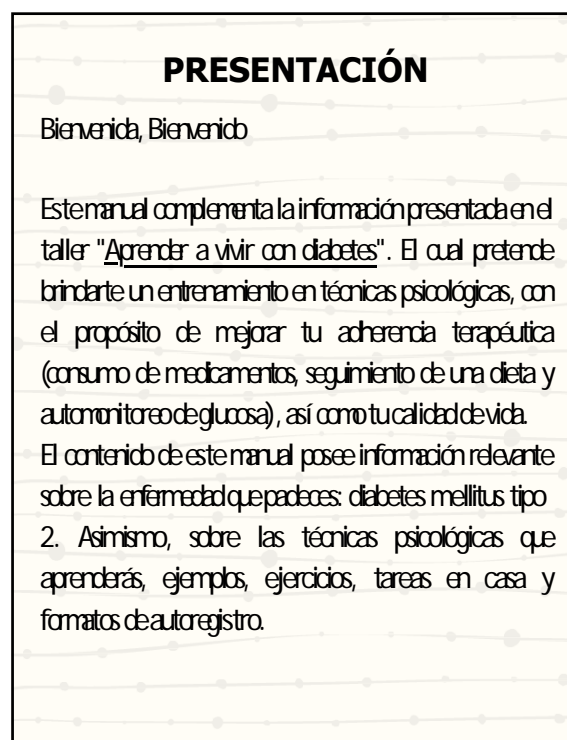 PRESENTACIÓN
Bienvenida, Bienvenido
Este manual complementa la información presentada en el
taller "Aprender a vivir con diabetes". El cual pretende
brindarte un entrenamiento en técnicas psicológicas, con
el propósito de mejorar tu adherencia terapéutica
(consumo de medicamentos, seguimiento de una dieta y
automonitoreo de glucosa), así como tu calidad de vida.
El contenido de este manual posee información relevante
sobre la enfermedad que padeces: diabetes mellitus tipo
2. Asimismo, sobre las técnicas psicológicas que
aprenderás, ejemplos, ejercicios, tareas en casa y
formatos de autoregistro.